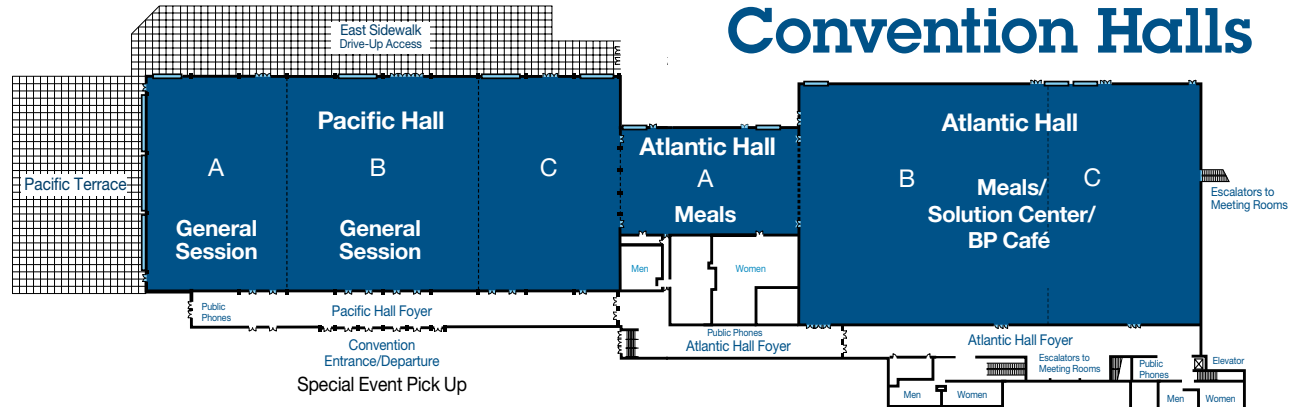 Convention Halls
East Sidewalk
Drive-Up Access
Pacific Terrace
Pacific Hall
A
B
C
General
Session
General
Session
Atlantic Hall
A
Meals
Atlantic Hall
B
C
Meals/
Solution Center/
BP Café
Escalators to
Meeting Rooms
Men
Women
Public
Phones
Pacific Hall Foyer
Convention
Entrance/Departure
Special Event Pick Up
Public Phones
Atlantic Hall Foyer
Atlantic Hall Foyer
Escalators to
Meeting Rooms
Public
Phones
Elevator
Men
Women
Men
Women